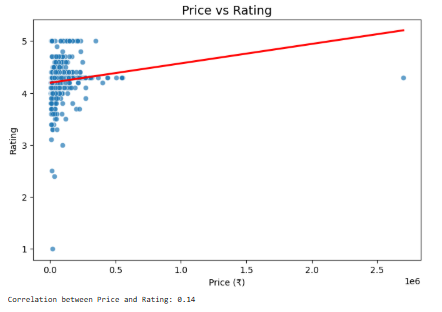 Price vs Rating
5
4
3
2
1
Rating
0.0 0.5 1.0 1.5 2.0 2.5
1e6
Price (₹)
Correlation between Price and Rating: 0.14